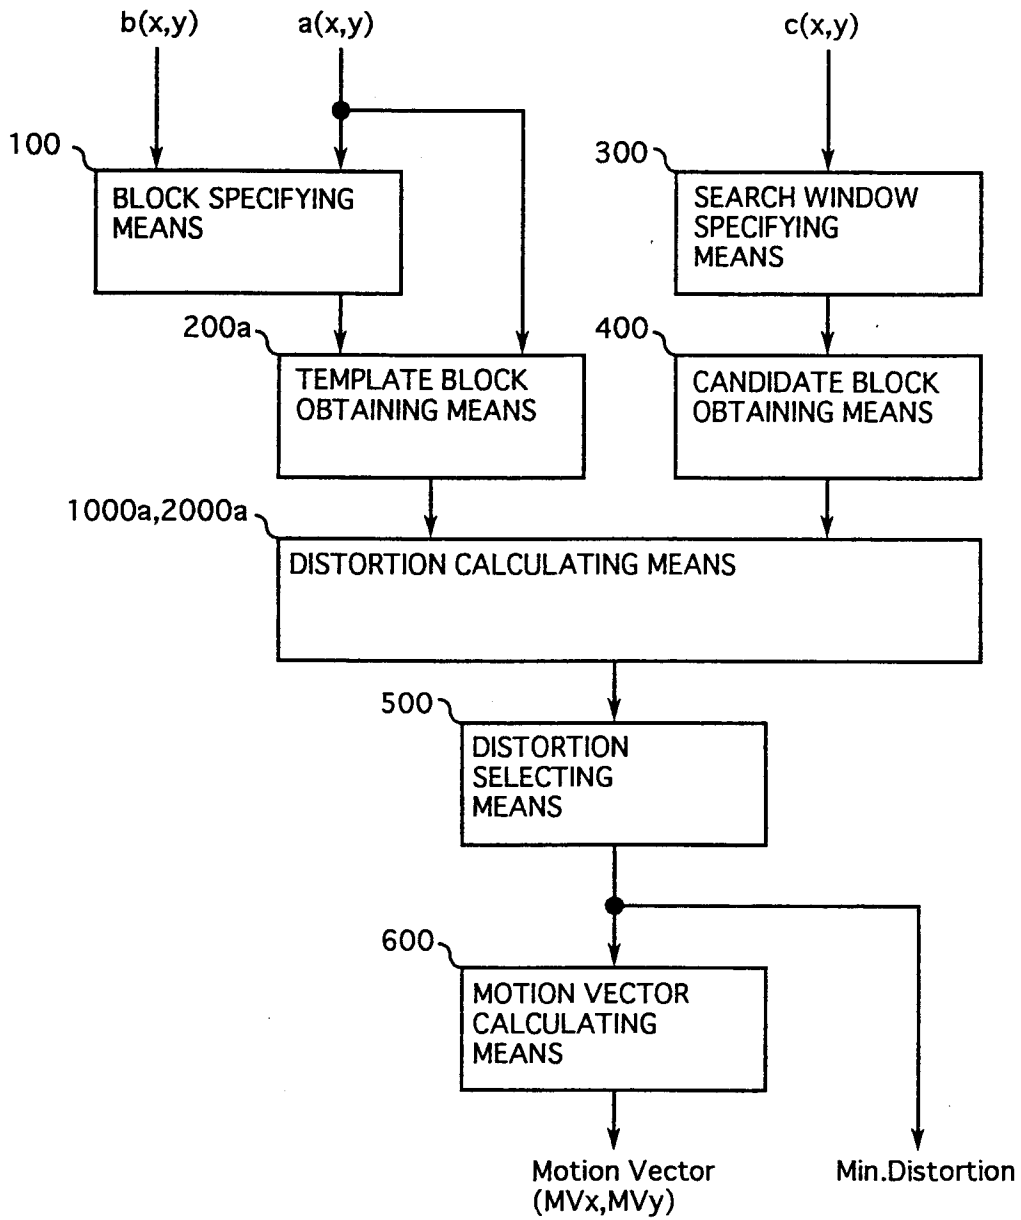 b(x,y)
a(x,y)
c(x,y)
100
BLOCK SPECIFYING
MEANS
300
SEARCH WINDOW
SPECIFYING
MEANS
200a
TEMPLATE BLOCK
OBTAINING MEANS
400
CANDIDATE BLOCK
OBTAINING MEANS
1000a,2000a
DISTORTION CALCULATING MEANS
500
DISTORTION
SELECTING
MEANS
600
MOTION VECTOR
CALCULATING
MEANS
Motion Vector
(MVx,MVy)
Min.Distortion